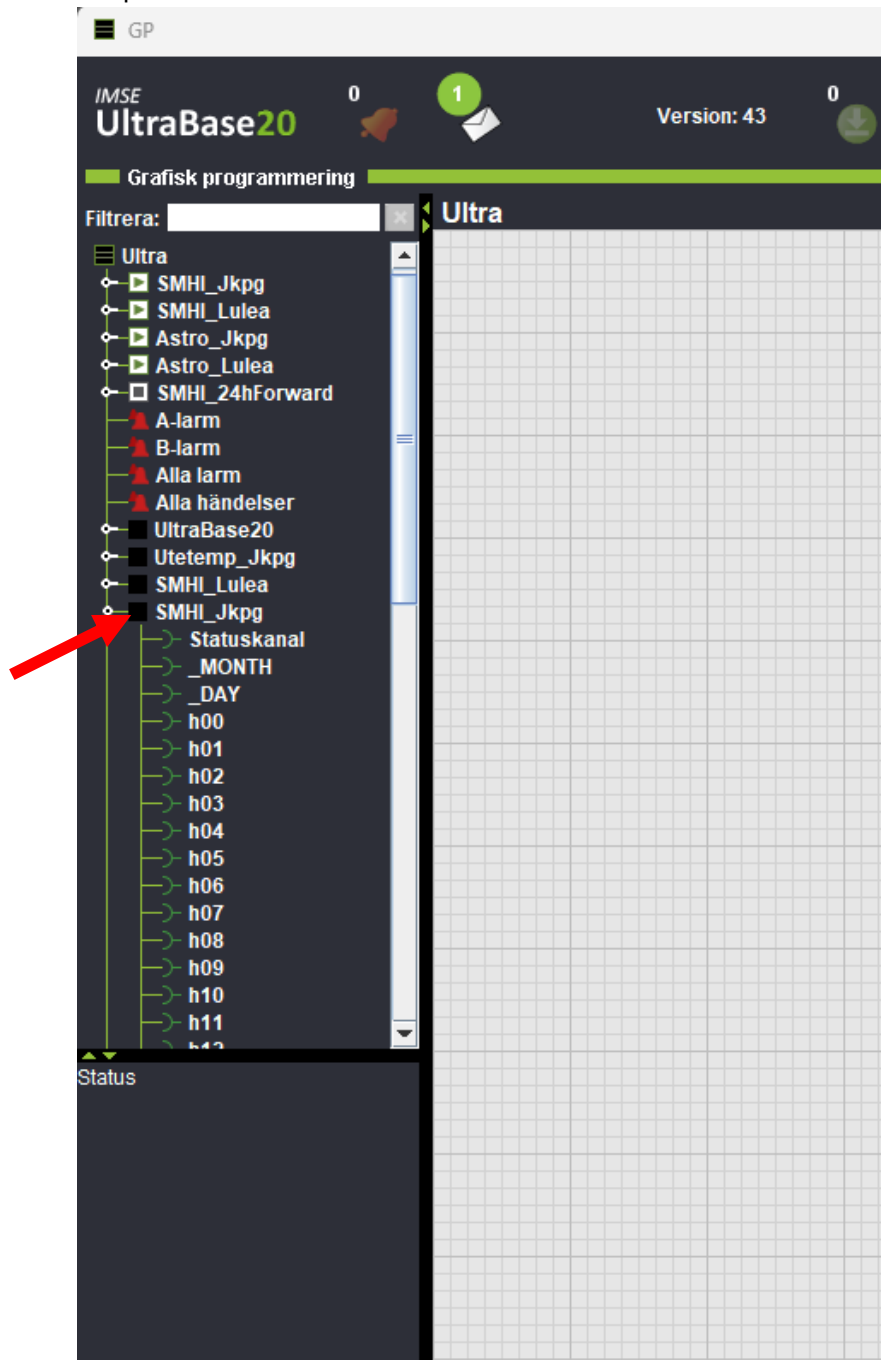 GP
IMSE
UltraBase20
0
1
Version: 43
0
Grafisk programmering
Filtrera:
Ultra
Ultra
SMHI_Jkpg
SMHI_Lulea
Astro_Jkpg
Astro_Lulea
SMHI_24hForward
A-larm
B-larm
Alla larm
Alla händelser
UltraBase20
Utetemp_Jkpg
SMHI_Lulea
SMHI_Jkpg
Statuskanal
_MONTH
_DAY
h00
h01
h02
h03
h04
h05
h06
h07
h08
h09
h10
h11
h12
Status